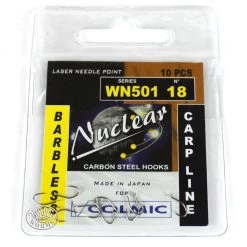 LASER NEEDLE POINT
10 PCS
SERIES
N°
WN501 18
BARBLESS
Nuclear
CARP LINE
CARBON STEEL HOOKS
MADE IN JAPAN
FOR
COLMIC